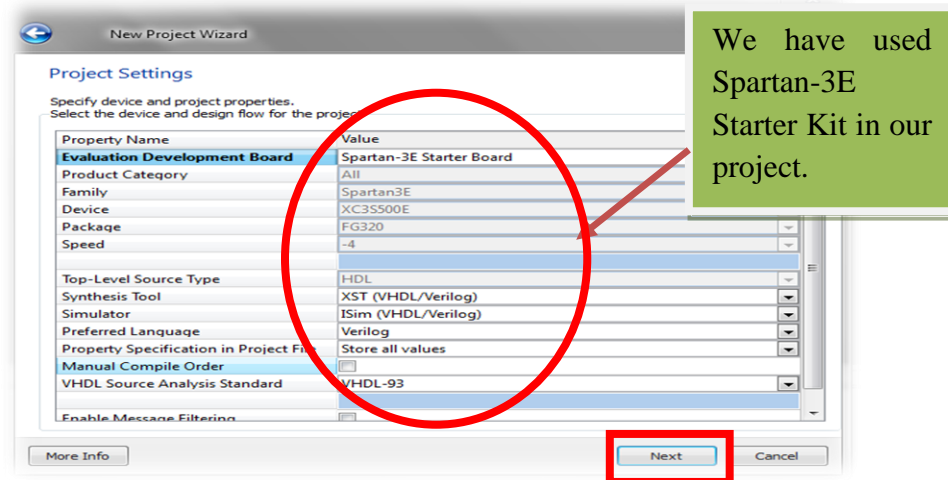 New Project Wizard
Project Settings
Specify device and project properties.
Select the device and design flow for the project
Property Name Value
Evaluation Development Board Spartan-3E Starter Board
Product Category All
Family Spartan3E
Device XC3S500E
Package FG320
Speed -4
Top-Level Source Type HDL
Synthesis Tool XST (VHDL/Verilog)
Simulator ISim (VHDL/Verilog)
Preferred Language Verilog
Property Specification in Project File Store all values
Manual Compile Order
VHDL Source Analysis Standard VHDL-93
Enable Message Filtering
More Info Next Cancel
We have used
Spartan-3E
Starter Kit in our
project.